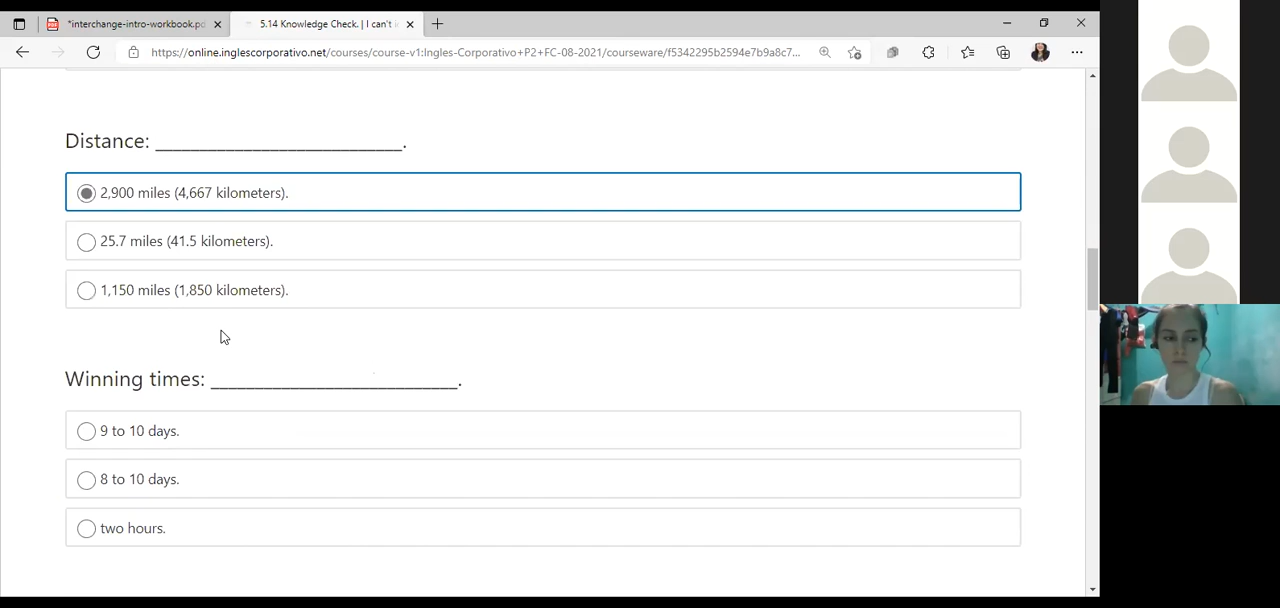 *interchange-intro-workbook.pd
5.14 Knowledge Check. | I can't i
https://online.inglescorporativo.net/courses/course-v1:Ingles-Corporativo+P2+FC-08-2021/courseware/f5342295b2594e7b9a8c7...
Distance: ____________________________.
2,900 miles (4,667 kilometers).
25.7 miles (41.5 kilometers).
1,150 miles (1,850 kilometers).
Winning times: ____________________________.
9 to 10 days.
8 to 10 days.
two hours.